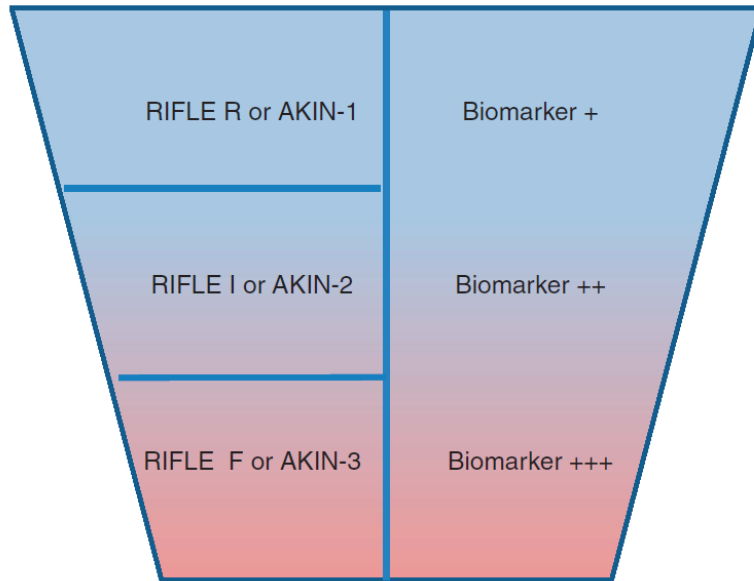 RIFLE R or AKIN-1 Biomarker +
RIFLE I or AKIN-2 Biomarker ++
RIFLE F or AKIN-3 Biomarker +++